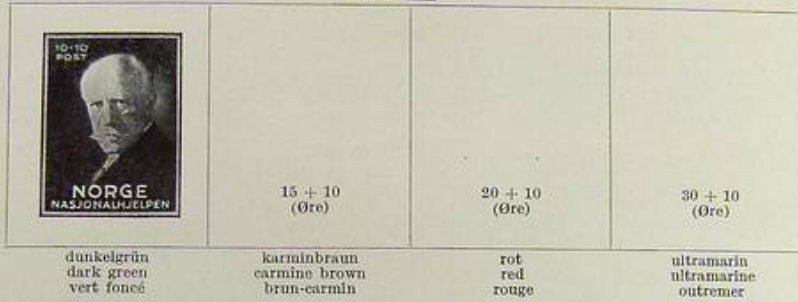 10+10
POST
NORGE
NASJONALHJELPEN
15 + 10
(Øre)
20 + 10
(Øre)
30 + 10
(Øre)
dunkelgrün
dark green
vert foncé
karminbraun
carmine brown
brun-carmin
rot
red
rouge
ultramarin
ultramarine
outremer